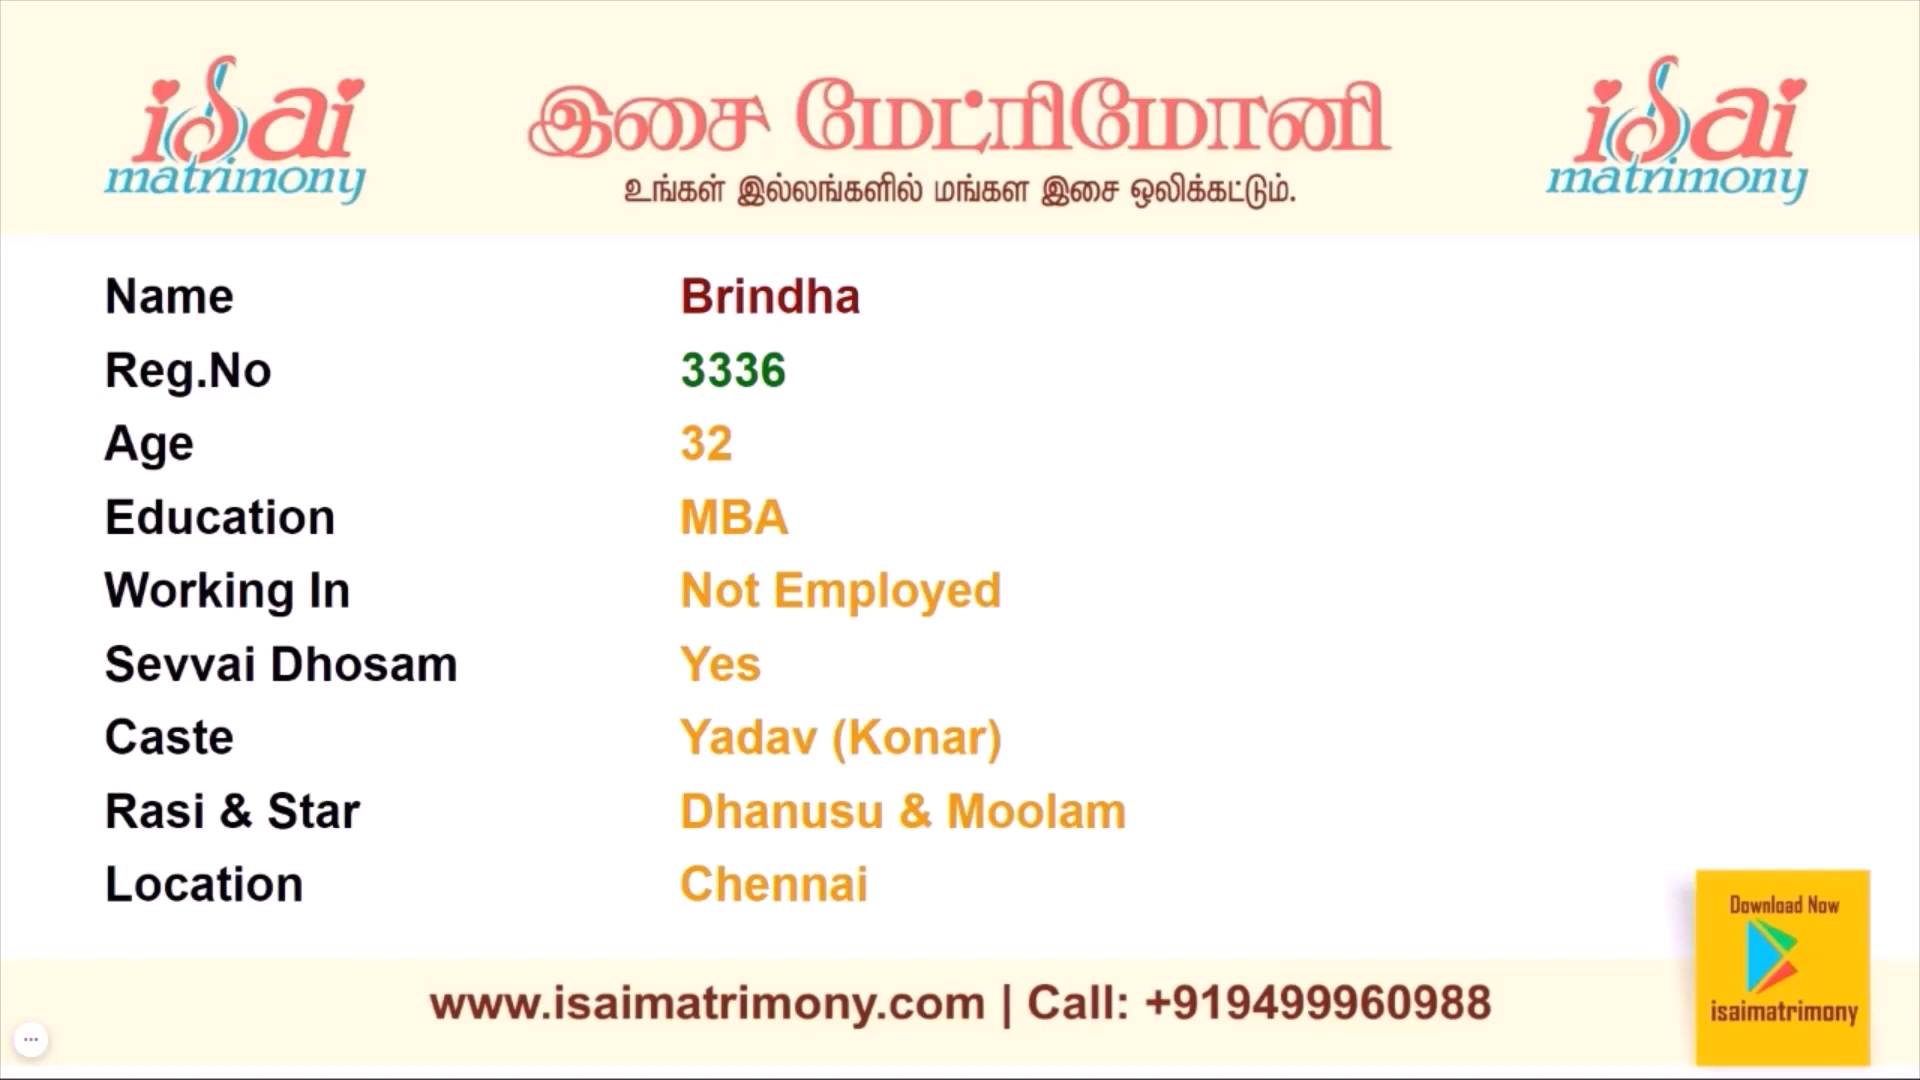 isai
matrimony
இசை மேட்ரிமோனி
உங்கள் இல்லங்களில் மங்கள இசை ஒலிக்கட்டும்.
isai
matrimony
Name Brindha
Reg.No 3336
Age 32
Education MBA
Working In Not Employed
Sevvai Dhosam Yes
Caste Yadav (Konar)
Rasi & Star Dhanusu & Moolam
Location Chennai
Download Now
isaimatrimony
www.isaimatrimony.com | Call: +919499960988